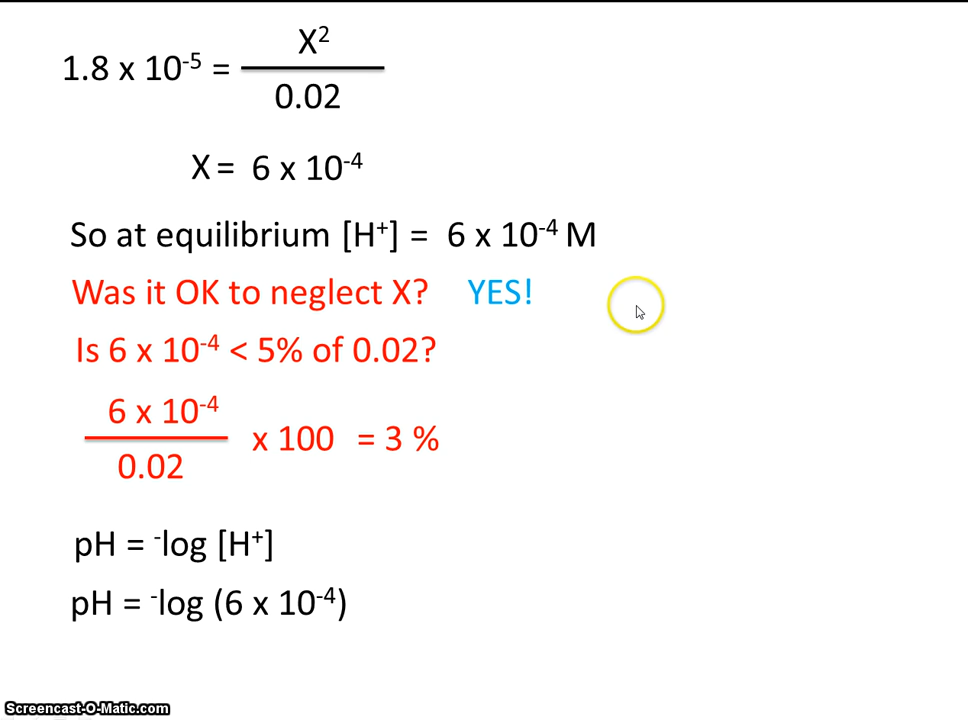 1.8 x 10⁻⁵ = X² / 0.02
X = 6 x 10⁻⁴
So at equilibrium [H⁺] = 6 x 10⁻⁴ M
Was it OK to neglect X? YES!
Is 6 x 10⁻⁴ < 5% of 0.02?
6 x 10⁻⁴ / 0.02 x 100 = 3 %
pH = ⁻log [H⁺]
pH = ⁻log (6 x 10⁻⁴)
Screencast-O-Matic.com